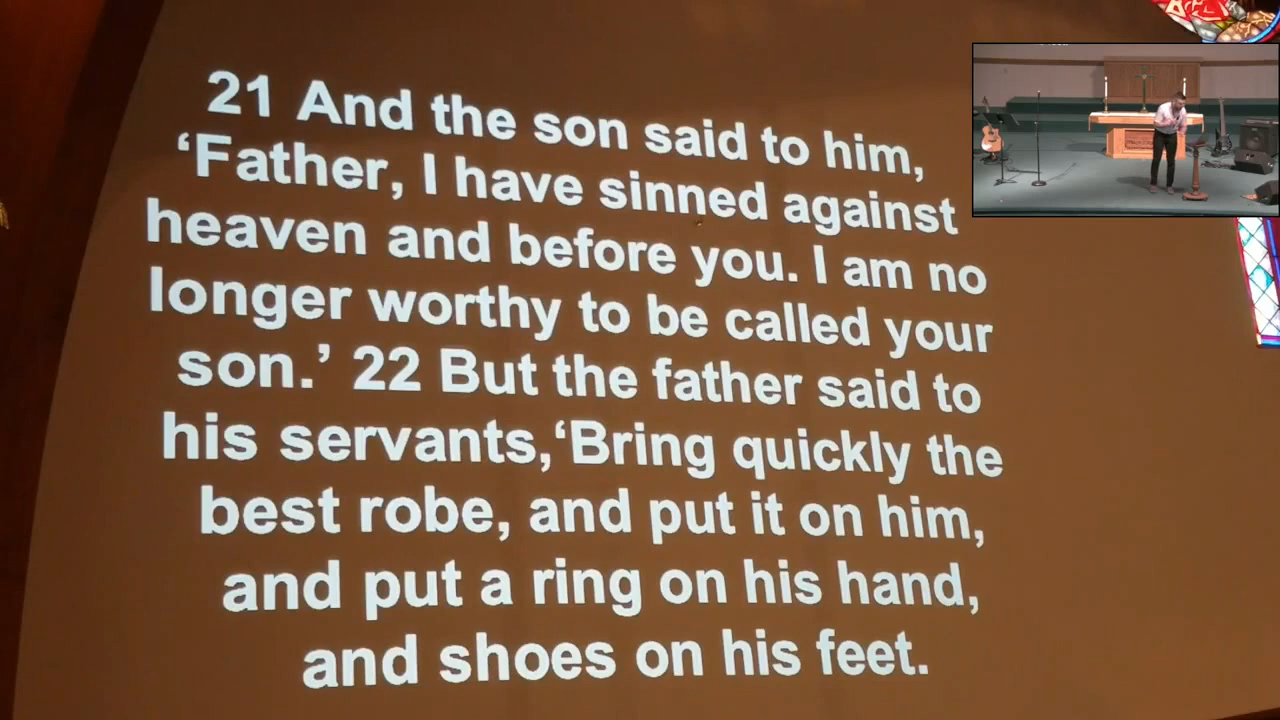 21 And the son said to him,
‘Father, I have sinned against
heaven and before you. I am no
longer worthy to be called your
son.’ 22 But the father said to
his servants,‘Bring quickly the
best robe, and put it on him,
and put a ring on his hand,
and shoes on his feet.